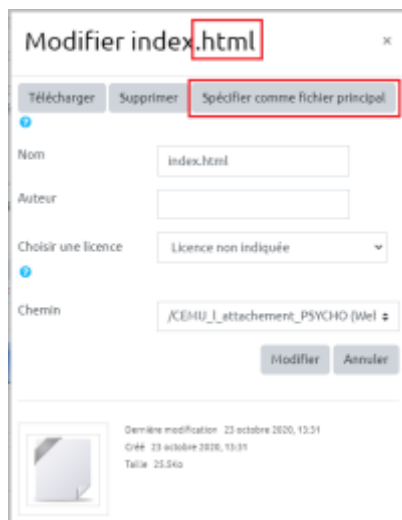 Modifier index.html ×
Télécharger Supprimer Spécifier comme fichier principal
?
Nom index.html
Auteur
Choisir une licence Licence non indiquée
?
Chemin /CEMU_l_attachement_PSYCHO (Wel
Modifier Annuler
Dernière modification 23 octobre 2020, 13:31
Créé 23 octobre 2020, 13:31
Taille 25.5Ko